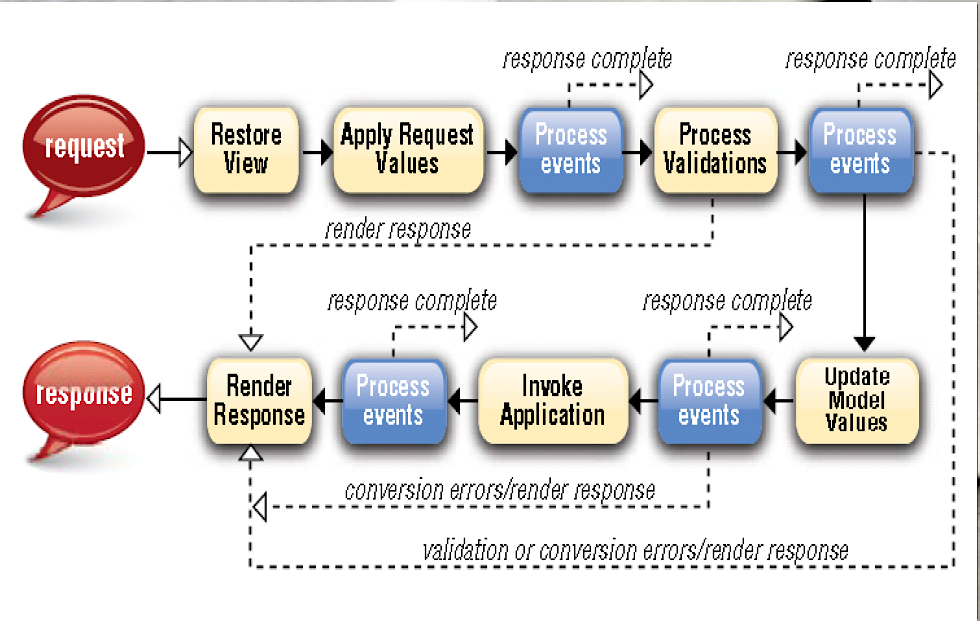 response complete
response complete
request
Restore
View
Apply Request
Values
Process
events
Process
Validations
Process
events
render response
response complete
response complete
response
Render
Response
Process
events
Invoke
Application
Process
events
Update
Model
Values
conversion errors/render response
validation or conversion errors/render response